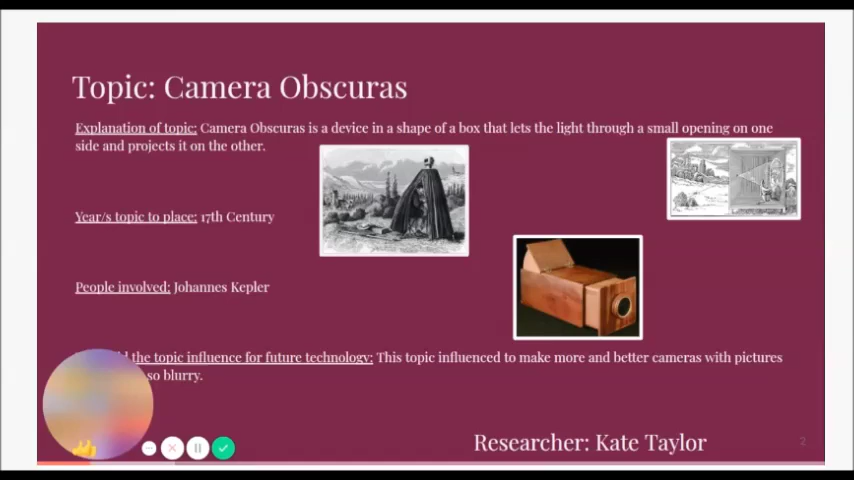 Topic: Camera Obscuras
Explanation of topic: Camera Obscuras is a device in a shape of a box that lets the light through a small opening on one
side and projects it on the other.
Year/s topic to place: 17th Century
People involved: Johannes Kepler
the topic influence for future technology: This topic influenced to make more and better cameras with pictures
so blurry.
Researcher: Kate Taylor
2